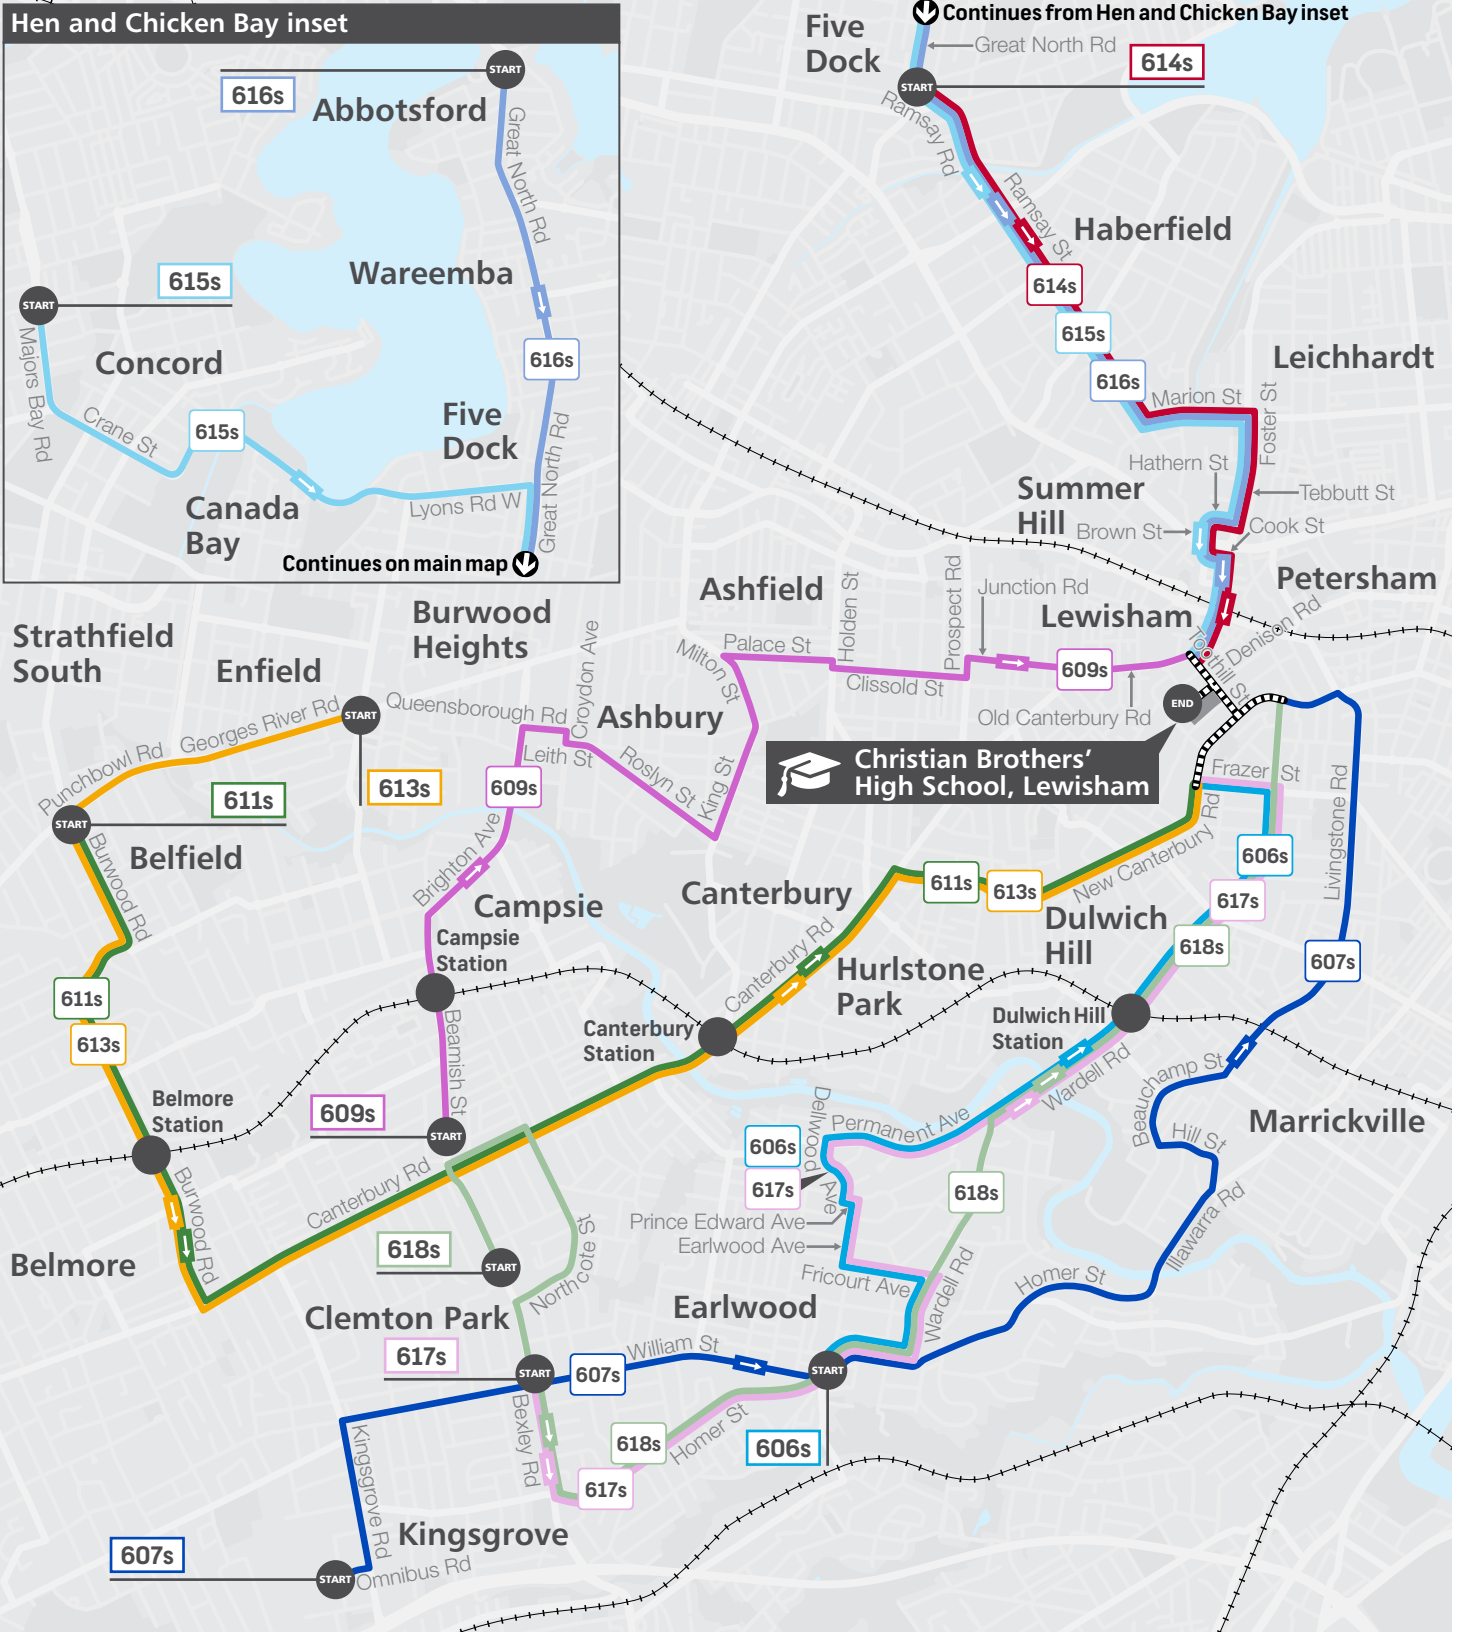 Hen and Chicken Bay inset
START
616s
Abbotsford
Great North Rd
615s
START
Wareemba
Majors Bay Rd
Concord
616s
Crane St
615s
Five
Dock
Great North Rd
Canada
Bay
Lyons Rd W
Continues on main map
Continues from Hen and Chicken Bay inset
Five
Dock
Great North Rd
614s
START
Ramsay Rd
Ramsay St
Haberfield
614s
615s
616s
Leichhardt
Marion St
Foster St
Hathern St
Summer
Hill
Tebbutt St
Brown St
Cook St
Petersham
Ashfield
Holden St
Prospect Rd
Junction Rd
Lewisham
Denison Rd
Toothill St
Palace St
Milton St
Clissold St
609s
Old Canterbury Rd
END
Christian Brothers'
High School, Lewisham
Strathfield
South
Enfield
Burwood
Heights
Croydon Ave
Queensborough Rd
Ashbury
Leith St
Roslyn St
King St
START
Georges River Rd
Punchbowl Rd
613s
611s
START
Belfield
Burwood Rd
609s
Brighton Ave
Campsie
Campsie
Station
Frazer St
606s
617s
618s
Livingstone Rd
607s
New Canterbury Rd
Canterbury
611s
613s
Dulwich
Hill
Canterbury Rd
Hurlstone
Park
Dulwich Hill
Station
611s
613s
Beamish St
Canterbury
Station
Wardell Rd
Beauchamp St
Marrickville
Belmore
Station
609s
START
Dellwood Ave
Permanent Ave
606s
617s
618s
Hill St
Prince Edward Ave
Earlwood Ave
Illawarra Rd
Burwood Rd
Canterbury Rd
Belmore
618s
START
Northcote St
Fricourt Ave
Wardell Rd
Homer St
Clemton Park
Earlwood
617s
START
607s
William St
START
606s
Bexley Rd
618s
Homer St
617s
Kingsgrove Rd
Kingsgrove
607s
START
Omnibus Rd